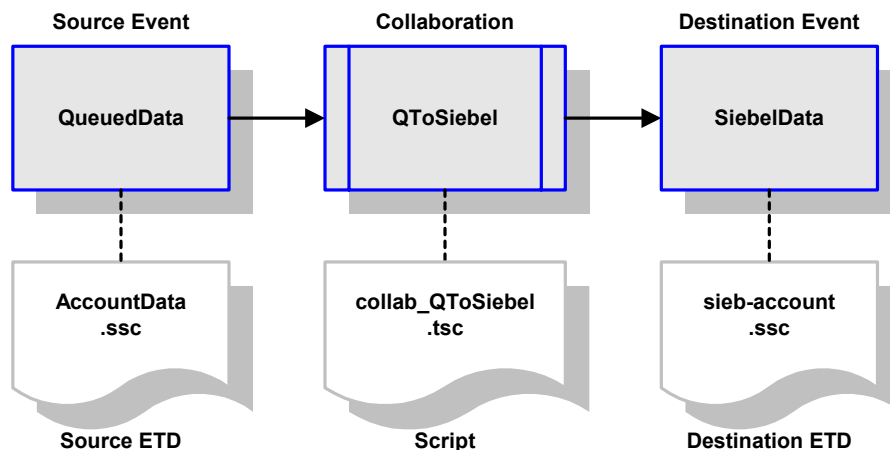 Source Event
Collaboration
Destination Event
QueuedData
QToSiebel
SiebelData
AccountData
.ssc
collab_QToSiebel
.tsc
sieb-account
.ssc
Source ETD
Script
Destination ETD